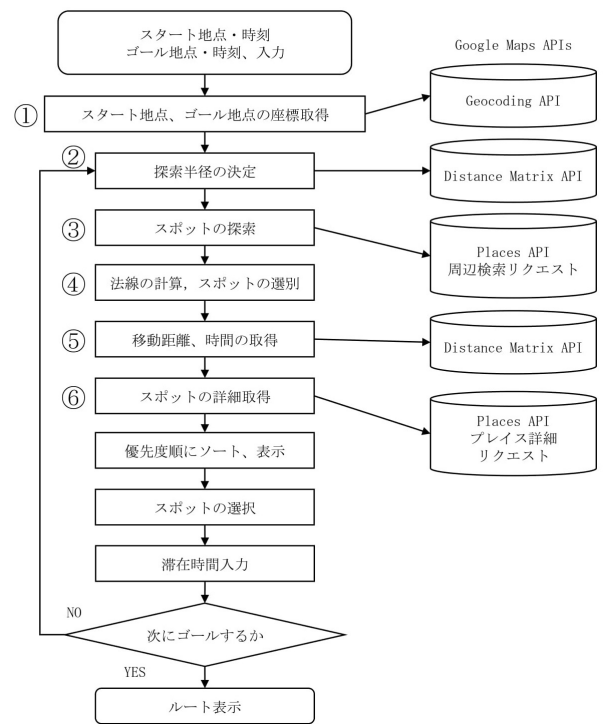 スタート地点・時刻
ゴール地点・時刻、入力
Google Maps APIs
① スタート地点、ゴール地点の座標取得
Geocoding API
② 探索半径の決定
Distance Matrix API
③ スポットの探索
Places API
周辺検索リクエスト
④ 法線の計算，スポットの選別
⑤ 移動距離、時間の取得
Distance Matrix API
⑥ スポットの詳細取得
Places API
プレイス詳細
リクエスト
優先度順にソート、表示
スポットの選択
滞在時間入力
NO
次にゴールするか
YES
ルート表示